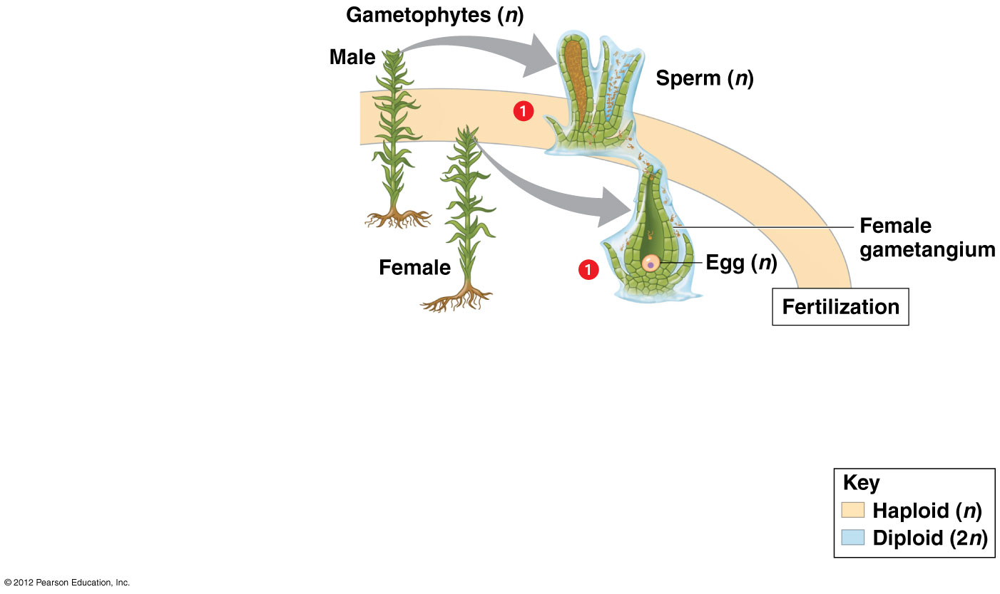 Gametophytes (n)
Male
Sperm (n)
1
Female
gametangium
Egg (n)
Female
1
Fertilization
Key
Haploid (n)
Diploid (2n)
© 2012 Pearson Education, Inc.